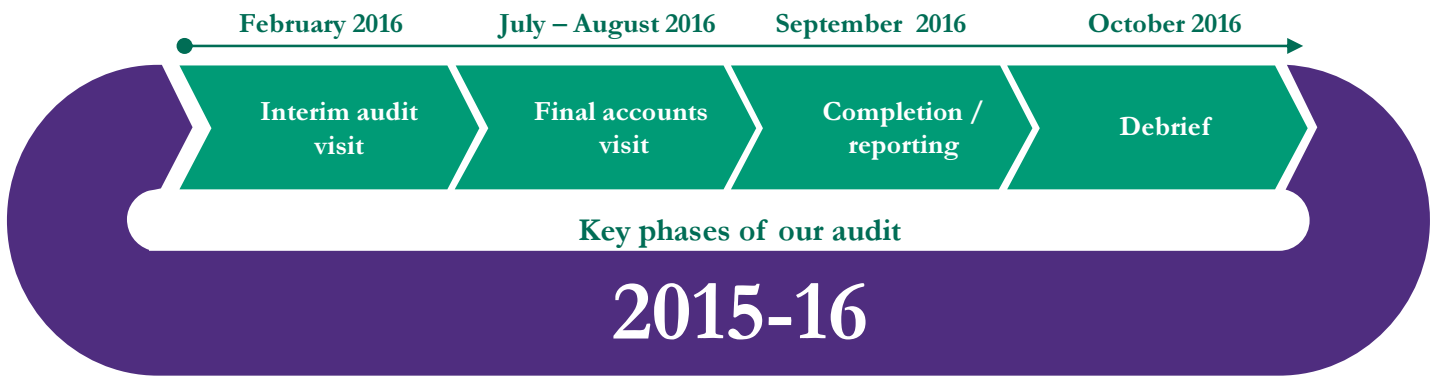 February 2016 July – August 2016 September 2016 October 2016
Interim audit
visit
Final accounts
visit
Completion /
reporting
Debrief
Key phases of our audit
2015-16